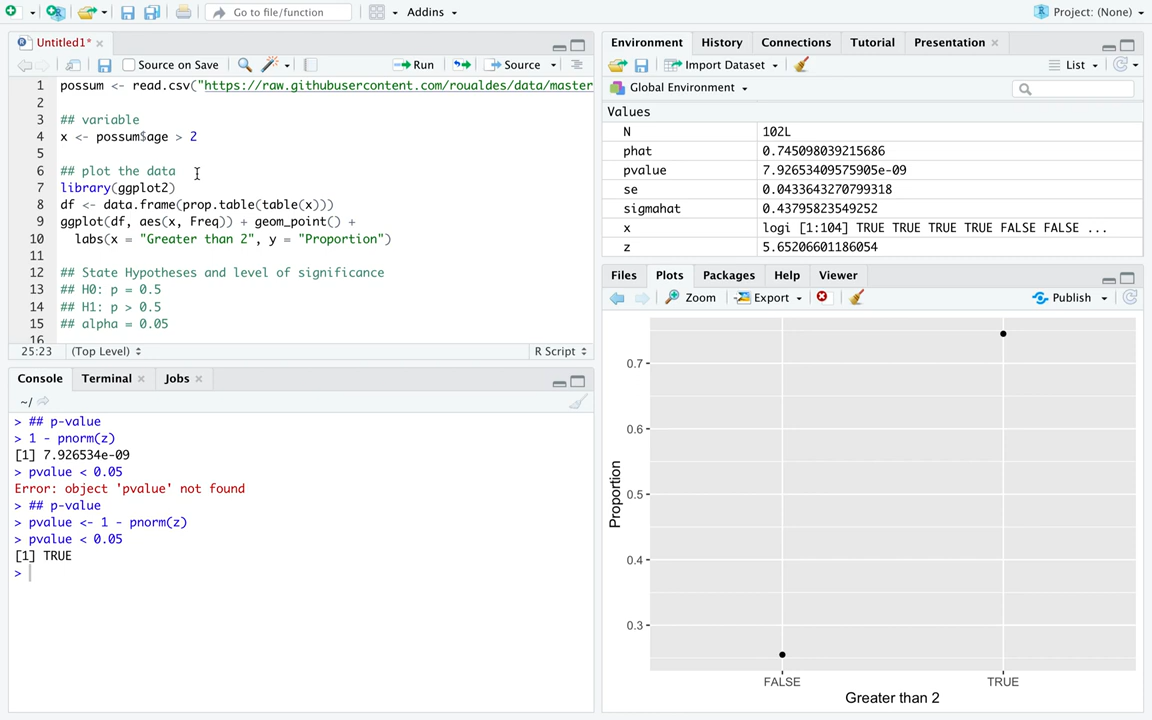 Go to file/function
Addins
Project: (None)
Untitled1*
Source on Save
Run
Source
1 possum <- read.csv("https://raw.githubusercontent.com/roualdes/data/master
2
3 ## variable
4 x <- possum$age > 2
5
6 ## plot the data
7 library(ggplot2)
8 df <- data.frame(prop.table(table(x)))
9 ggplot(df, aes(x, Freq)) + geom_point() +
10 labs(x = "Greater than 2", y = "Proportion")
11
12 ## State Hypotheses and level of significance
13 ## H0: p = 0.5
14 ## H1: p > 0.5
15 ## alpha = 0.05
16
25:23 (Top Level) R Script
Console Terminal Jobs
~/
> ## p-value
> 1 - pnorm(z)
[1] 7.926534e-09
> pvalue < 0.05
Error: object 'pvalue' not found
> ## p-value
> pvalue <- 1 - pnorm(z)
> pvalue < 0.05
[1] TRUE
>
Environment History Connections Tutorial Presentation
Import Dataset
List
Global Environment
Values
N 102L
phat 0.745098039215686
pvalue 7.92653409575905e-09
se 0.0433643270799318
sigmahat 0.43795823549252
x logi [1:104] TRUE TRUE TRUE TRUE FALSE FALSE ...
z 5.65206601186054
Files Plots Packages Help Viewer
Zoom Export Publish
Proportion
0.7
0.6
0.5
0.4
0.3
FALSE TRUE
Greater than 2